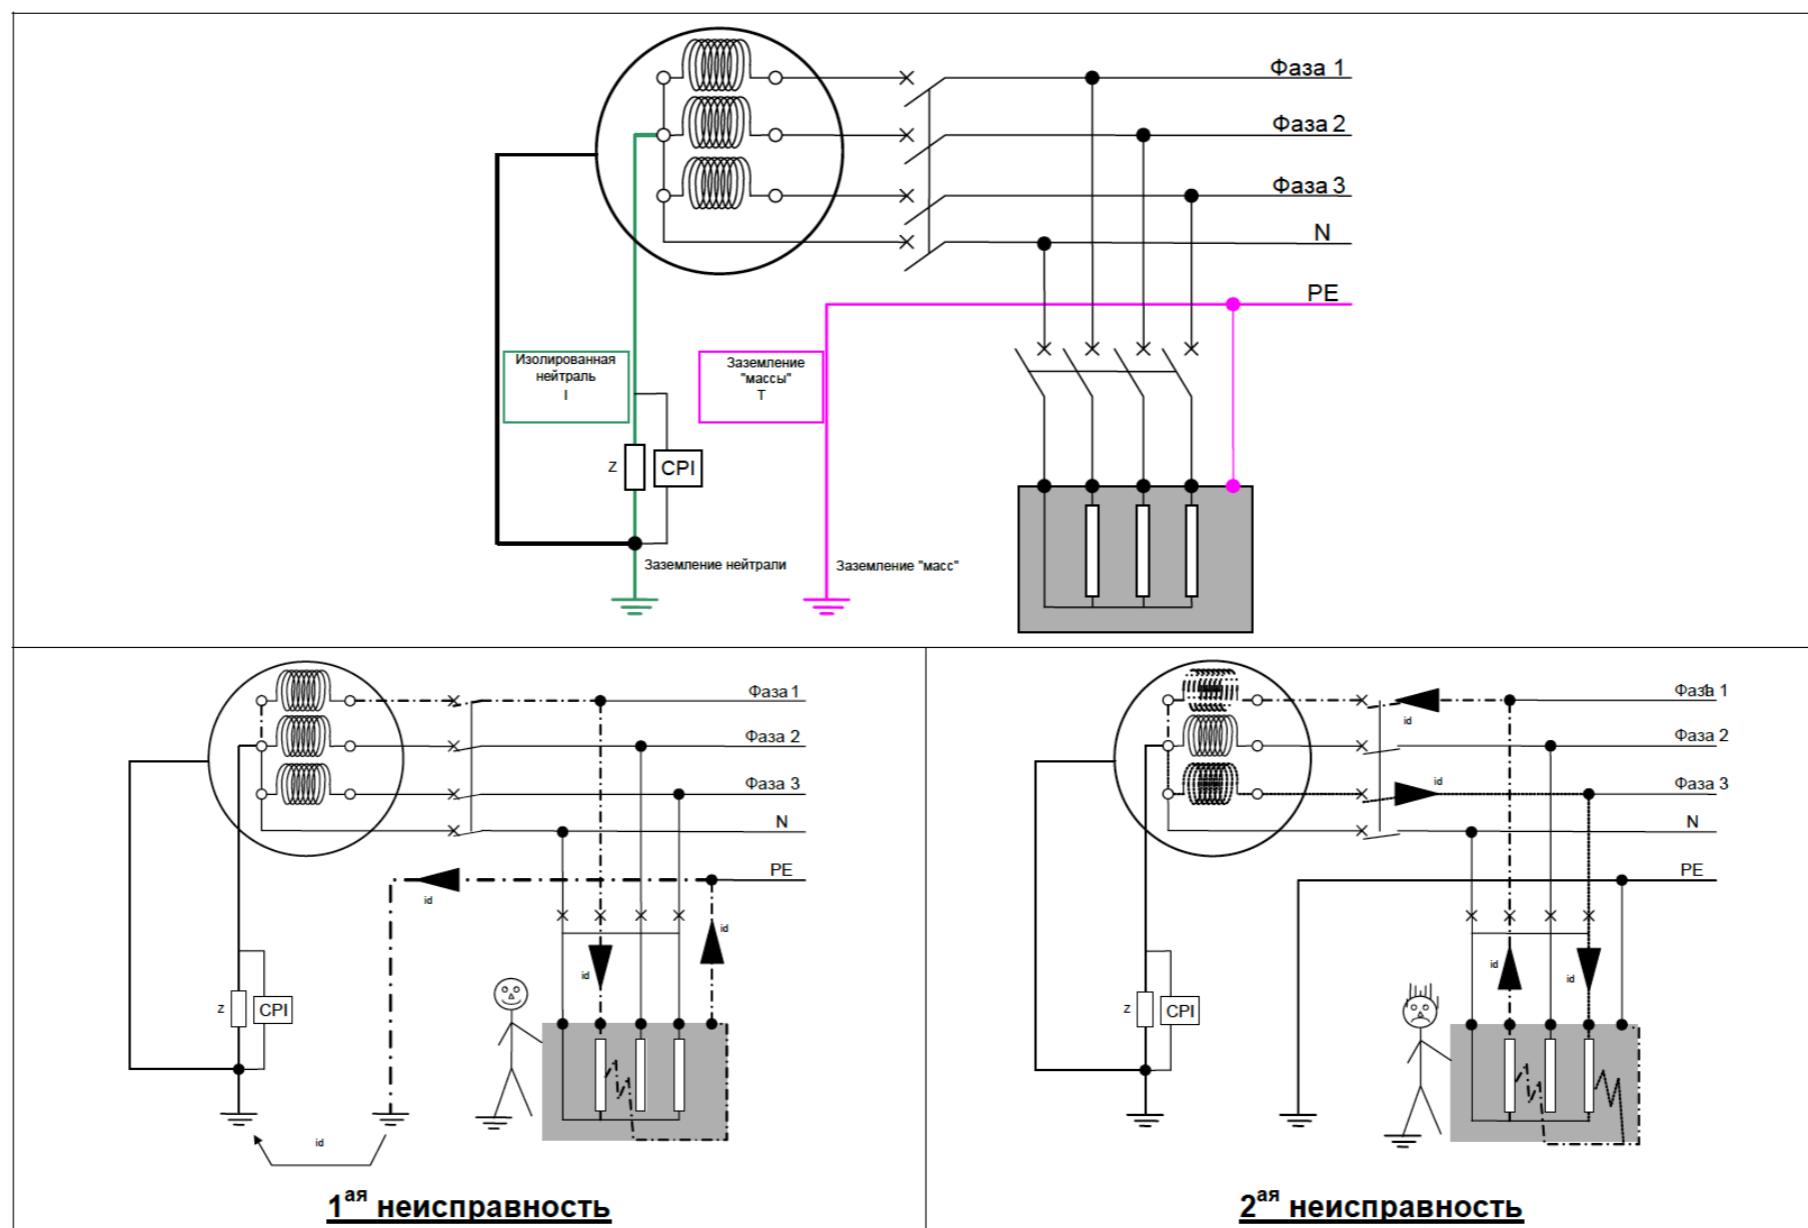 Фаза 1
Фаза 2
Фаза 3
N
PE
Изолированная
нейтраль
I
Заземление
"массы"
T
Z
CPI
Заземление нейтрали
Заземление "масс"
Фаза 1
Фаза 2
Фаза 3
N
PE
id
id
id
Z
CPI
id
1ая неисправность
Фаза 1
id
Фаза 2
id
Фаза 3
N
PE
id
id
Z
CPI
2ая неисправность